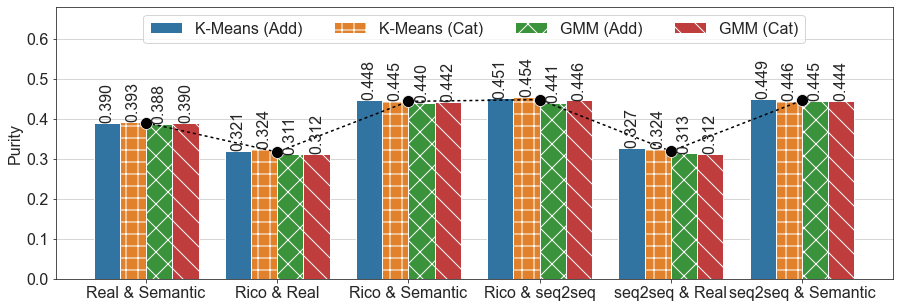 K-Means (Add) K-Means (Cat) GMM (Add) GMM (Cat)
Purity
0.6
0.5
0.4
0.3
0.2
0.1
0.0
0.390 0.393 0.388 0.390
0.321 0.324 0.311 0.312
0.448 0.445 0.440 0.442
0.451 0.454 0.441 0.446
0.327 0.324 0.313 0.312
0.449 0.446 0.445 0.444
Real & Semantic Rico & Real Rico & Semantic Rico & seq2seq seq2seq & Real seq2seq & Semantic